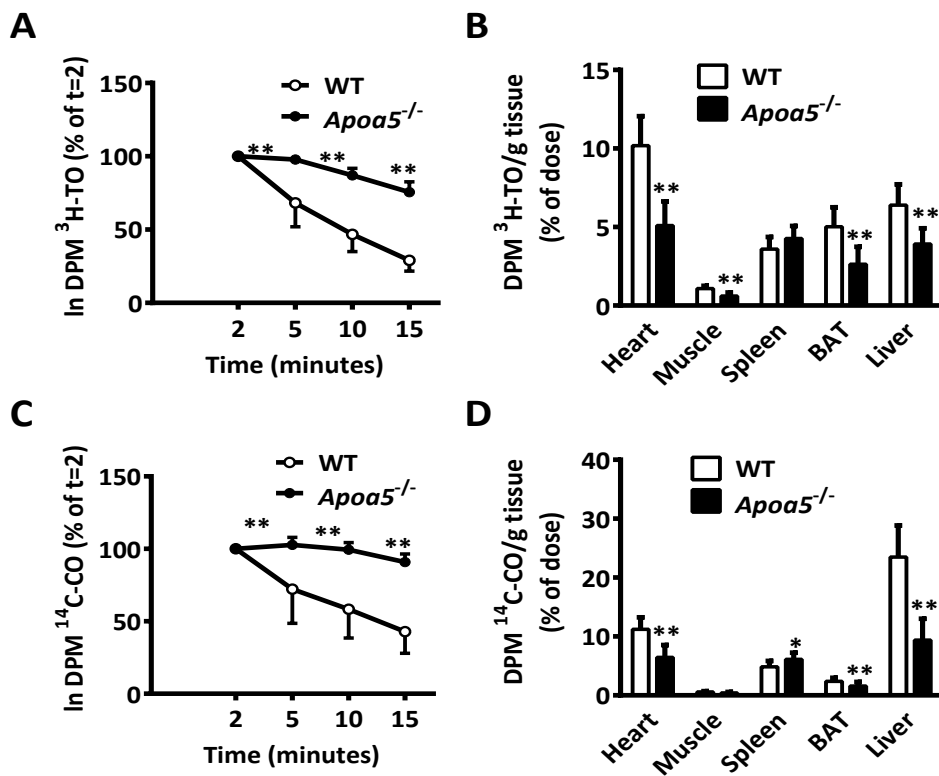 A
ln DPM ³H-TO (% of t=2)
150
100
50
0
WT
Apoa5⁻/⁻
**
**
**
2 5 10 15
Time (minutes)
B
DPM ³H-TO/g tissue
(% of dose)
15
10
5
0
WT
Apoa5⁻/⁻
**
**
**
**
Heart Muscle Spleen BAT Liver
C
ln DPM ¹⁴C-CO (% of t=2)
150
100
50
0
WT
Apoa5⁻/⁻
**
**
**
2 5 10 15
Time (minutes)
D
DPM ¹⁴C-CO/g tissue
(% of dose)
40
30
20
10
0
WT
Apoa5⁻/⁻
**
*
**
**
Heart Muscle Spleen BAT Liver